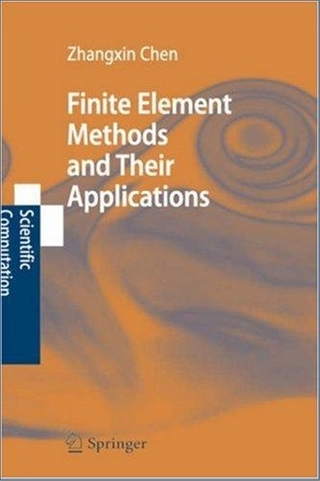 Zhangxin Chen
Finite Element
Methods
and Their
Applications
Scientific
Computation
Springer